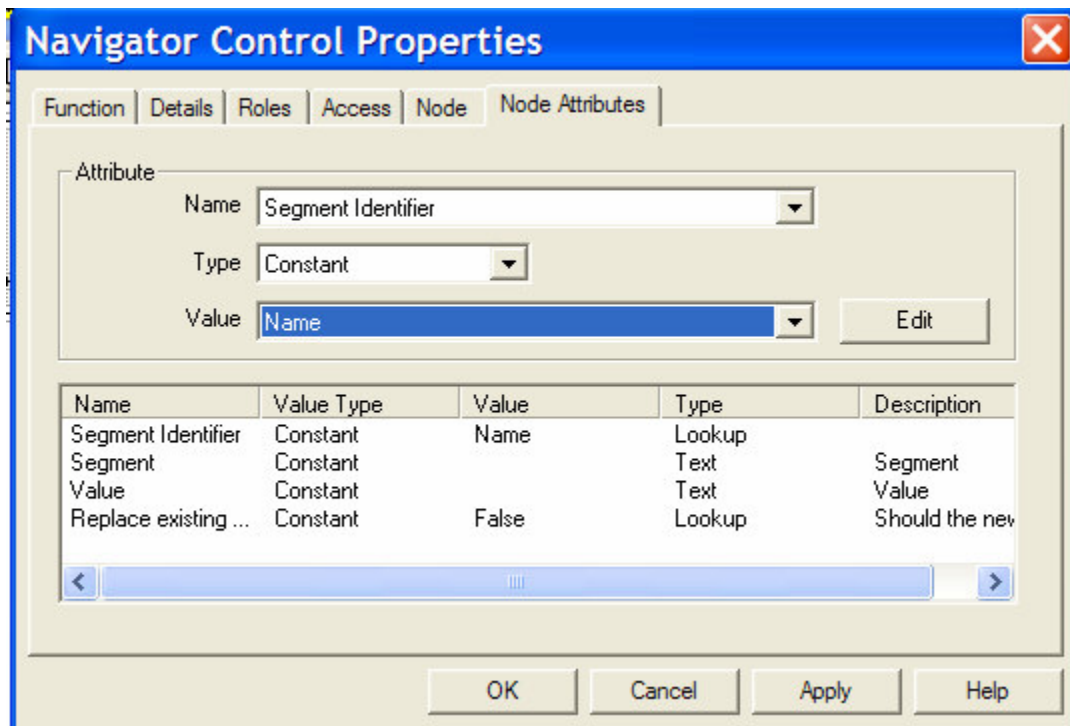 Navigator Control Properties
Function Details Roles Access Node Node Attributes
Attribute
Name Segment Identifier
Type Constant
Value Name Edit
Name Value Type Value Type Description
Segment Identifier Constant Name Lookup
Segment Constant Text Segment
Value Constant Text Value
Replace existing ... Constant False Lookup Should the new
OK Cancel Apply Help